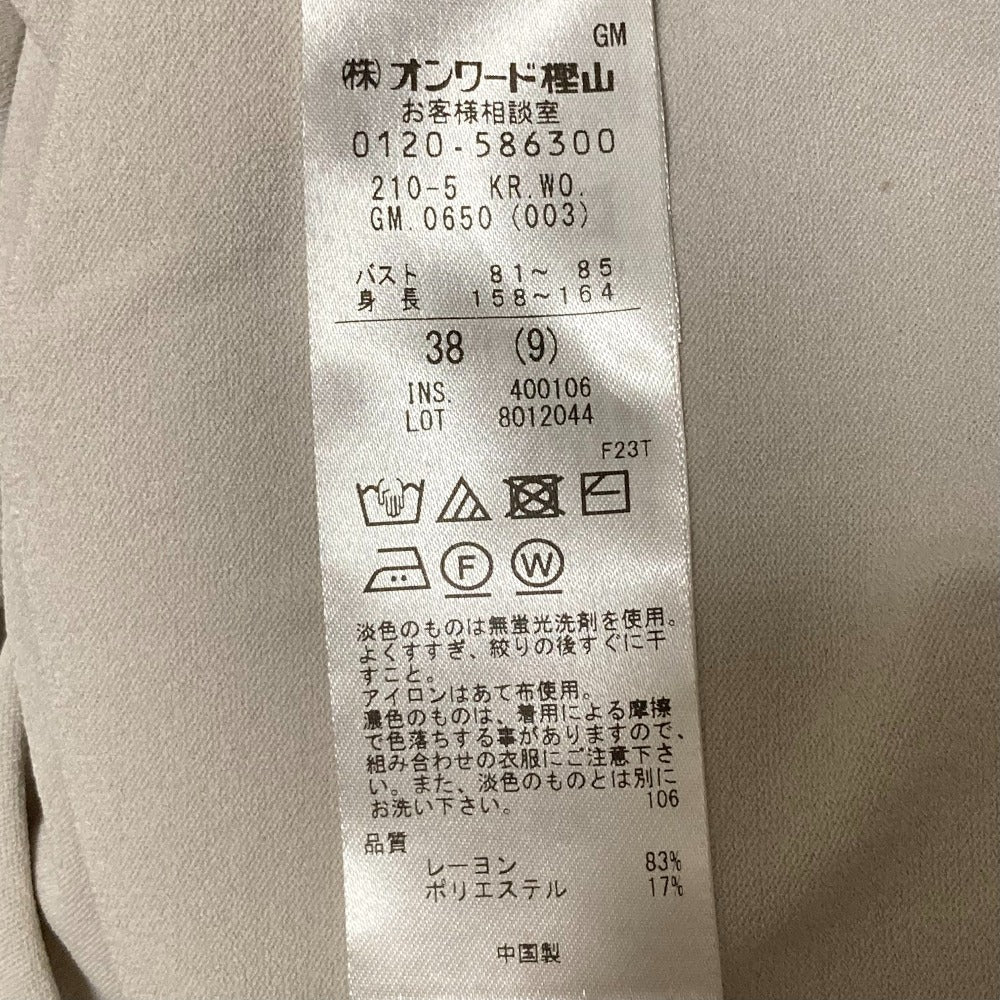 GM
(株)オンワード樫山
お客様相談室
0120-586300
210-5 KR.WO.
GM.0650 (003)
バスト 81〜 85
身 長 158〜164
38 (9)
INS. 400106
LOT 8012044
F23T
F W
淡色のものは無蛍光洗剤を使用。
よくすすぎ、絞りの後すぐに干
すこと。
アイロンはあて布使用。
濃色のものは、着用による摩擦
で色落ちする事がありますので、
組み合わせの衣服にご注意下さ
い。また、淡色のものとは別に
お洗い下さい。 106
品質
レーヨン 83%
ポリエステル 17%
中国製